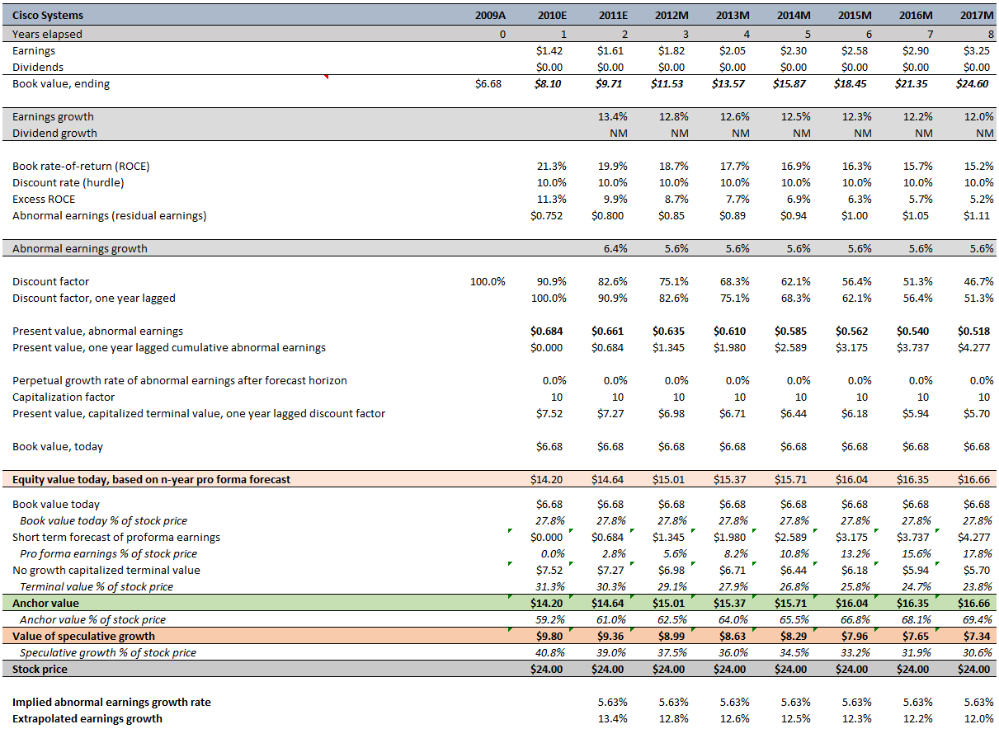 Cisco Systems 2009A 2010E 2011E 2012M 2013M 2014M 2015M 2016M 2017M
Years elapsed 0 1 2 3 4 5 6 7 8
Earnings $1.42 $1.61 $1.82 $2.05 $2.30 $2.58 $2.90 $3.25
Dividends $0.00 $0.00 $0.00 $0.00 $0.00 $0.00 $0.00 $0.00
Book value, ending $6.68 $8.10 $9.71 $11.53 $13.57 $15.87 $18.45 $21.35 $24.60
Earnings growth 13.4% 12.8% 12.6% 12.5% 12.3% 12.2% 12.0%
Dividend growth NM NM NM NM NM NM NM
Book rate-of-return (ROCE) 21.3% 19.9% 18.7% 17.7% 16.9% 16.3% 15.7% 15.2%
Discount rate (hurdle) 10.0% 10.0% 10.0% 10.0% 10.0% 10.0% 10.0% 10.0%
Excess ROCE 11.3% 9.9% 8.7% 7.7% 6.9% 6.3% 5.7% 5.2%
Abnormal earnings (residual earnings) $0.752 $0.800 $0.85 $0.89 $0.94 $1.00 $1.05 $1.11
Abnormal earnings growth 6.4% 5.6% 5.6% 5.6% 5.6% 5.6% 5.6%
Discount factor 100.0% 90.9% 82.6% 75.1% 68.3% 62.1% 56.4% 51.3% 46.7%
Discount factor, one year lagged 100.0% 90.9% 82.6% 75.1% 68.3% 62.1% 56.4% 51.3%
Present value, abnormal earnings $0.684 $0.661 $0.635 $0.610 $0.585 $0.562 $0.540 $0.518
Present value, one year lagged cumulative abnormal earnings $0.000 $0.684 $1.345 $1.980 $2.589 $3.175 $3.737 $4.277
Perpetual growth rate of abnormal earnings after forecast horizon 0.0% 0.0% 0.0% 0.0% 0.0% 0.0% 0.0% 0.0%
Capitalization factor 10 10 10 10 10 10 10 10
Present value, capitalized terminal value, one year lagged discount factor $7.52 $7.27 $6.98 $6.71 $6.44 $6.18 $5.94 $5.70
Book value, today $6.68 $6.68 $6.68 $6.68 $6.68 $6.68 $6.68 $6.68
Equity value today, based on n-year pro forma forecast $14.20 $14.64 $15.01 $15.37 $15.71 $16.04 $16.35 $16.66
Book value today $6.68 $6.68 $6.68 $6.68 $6.68 $6.68 $6.68 $6.68
Book value today % of stock price 27.8% 27.8% 27.8% 27.8% 27.8% 27.8% 27.8% 27.8%
Short term forecast of proforma earnings $0.000 $0.684 $1.345 $1.980 $2.589 $3.175 $3.737 $4.277
Pro forma earnings % of stock price 0.0% 2.8% 5.6% 8.2% 10.8% 13.2% 15.6% 17.8%
No growth capitalized terminal value $7.52 $7.27 $6.98 $6.71 $6.44 $6.18 $5.94 $5.70
Terminal value % of stock price 31.3% 30.3% 29.1% 27.9% 26.8% 25.8% 24.7% 23.8%
Anchor value $14.20 $14.64 $15.01 $15.37 $15.71 $16.04 $16.35 $16.66
Anchor value % of stock price 59.2% 61.0% 62.5% 64.0% 65.5% 66.8% 68.1% 69.4%
Value of speculative growth $9.80 $9.36 $8.99 $8.63 $8.29 $7.96 $7.65 $7.34
Speculative growth % of stock price 40.8% 39.0% 37.5% 36.0% 34.5% 33.2% 31.9% 30.6%
Stock price $24.00 $24.00 $24.00 $24.00 $24.00 $24.00 $24.00 $24.00
Implied abnormal earnings growth rate 5.63% 5.63% 5.63% 5.63% 5.63% 5.63% 5.63%
Extrapolated earnings growth 13.4% 12.8% 12.6% 12.5% 12.3% 12.2% 12.0%